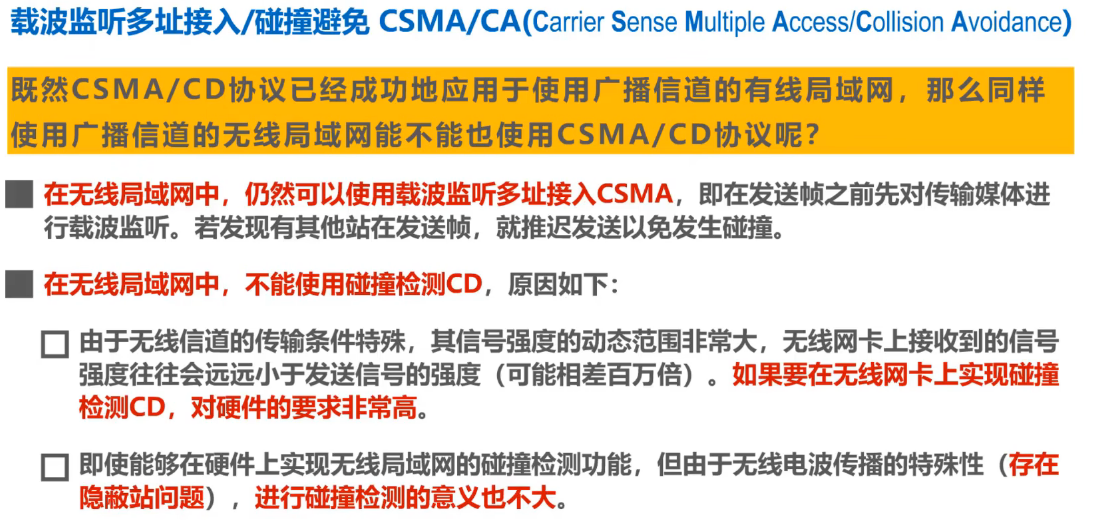 载波监听多址接入/碰撞避免 CSMA/CA(Carrier Sense Multiple Access/Collision Avoidance)
既然CSMA/CD协议已经成功地应用于使用广播信道的有线局域网，那么同样
使用广播信道的无线局域网能不能也使用CSMA/CD协议呢？
在无线局域网中，仍然可以使用载波监听多址接入CSMA，即在发送帧之前先对传输媒体进
行载波监听。若发现有其他站在发送帧，就推迟发送以免发生碰撞。
在无线局域网中，不能使用碰撞检测CD，原因如下：
由于无线信道的传输条件特殊，其信号强度的动态范围非常大，无线网卡上接收到的信号
强度往往会远远小于发送信号的强度（可能相差百万倍）。如果要在无线网卡上实现碰撞
检测CD，对硬件的要求非常高。
即使能够在硬件上实现无线局域网的碰撞检测功能，但由于无线电波传播的特殊性（存在
隐蔽站问题），进行碰撞检测的意义也不大。